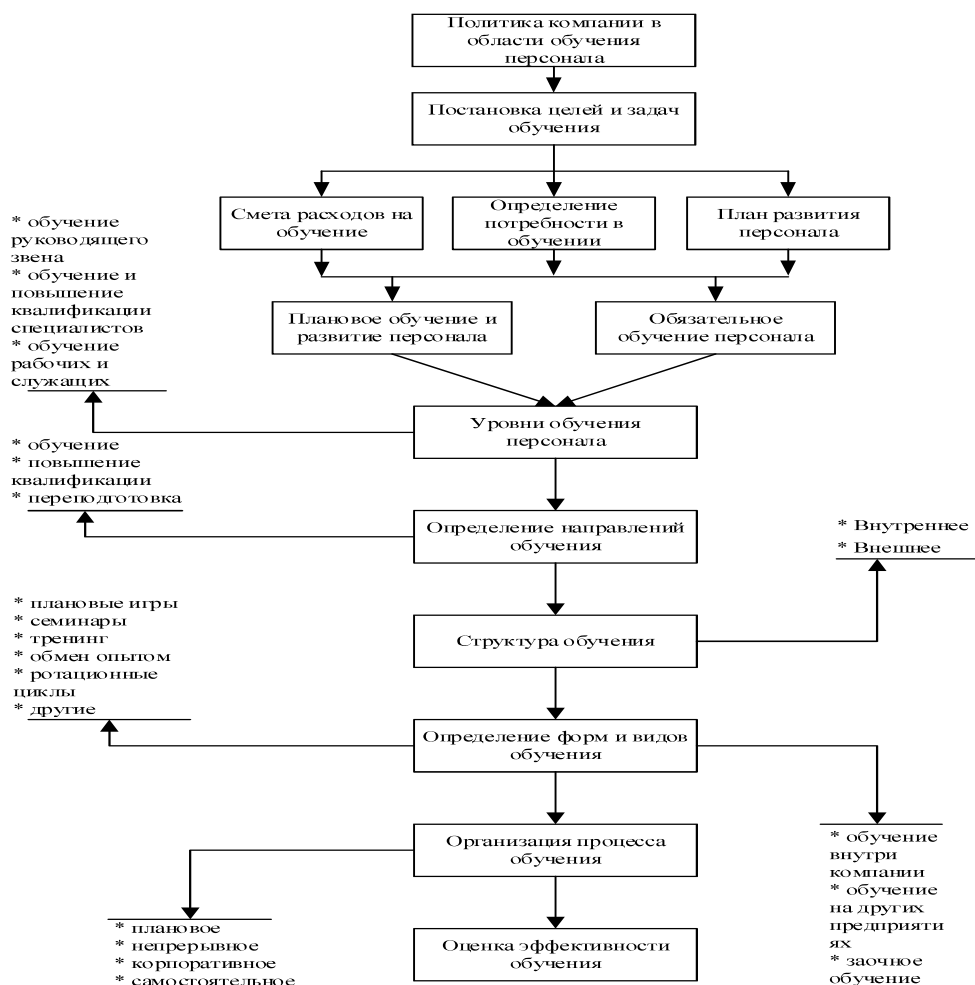 Политика компании в
области обучения
персонала
Постановка целей и задач
обучения
Смета расходов на
обучение
Определение
потребности в
обучении
План развития
персонала
* обучение
руководящего
звена
* обучение и
повышение
квалификации
специалистов
* обучение
рабочих и
служащих
Плановое обучение и
развитие персонала
Обязательное
обучение персонала
Уровни обучения
персонала
* обучение
* повышение
квалификации
* переподготовка
Определение направлений
обучения
* Внутреннее
* Внешнее
Структура обучения
* плановые игры
* семинары
* тренинг
* обмен опытом
* ротационные
циклы
* другие
Определение форм и видов
обучения
Организация процесса
обучения
* обучение
внутри
компании
* обучение
на других
предприяти
ях
* заочное
обучение
* плановое
* непрерывное
* корпоративное
* самостоятельное
Оценка эффективности
обучения